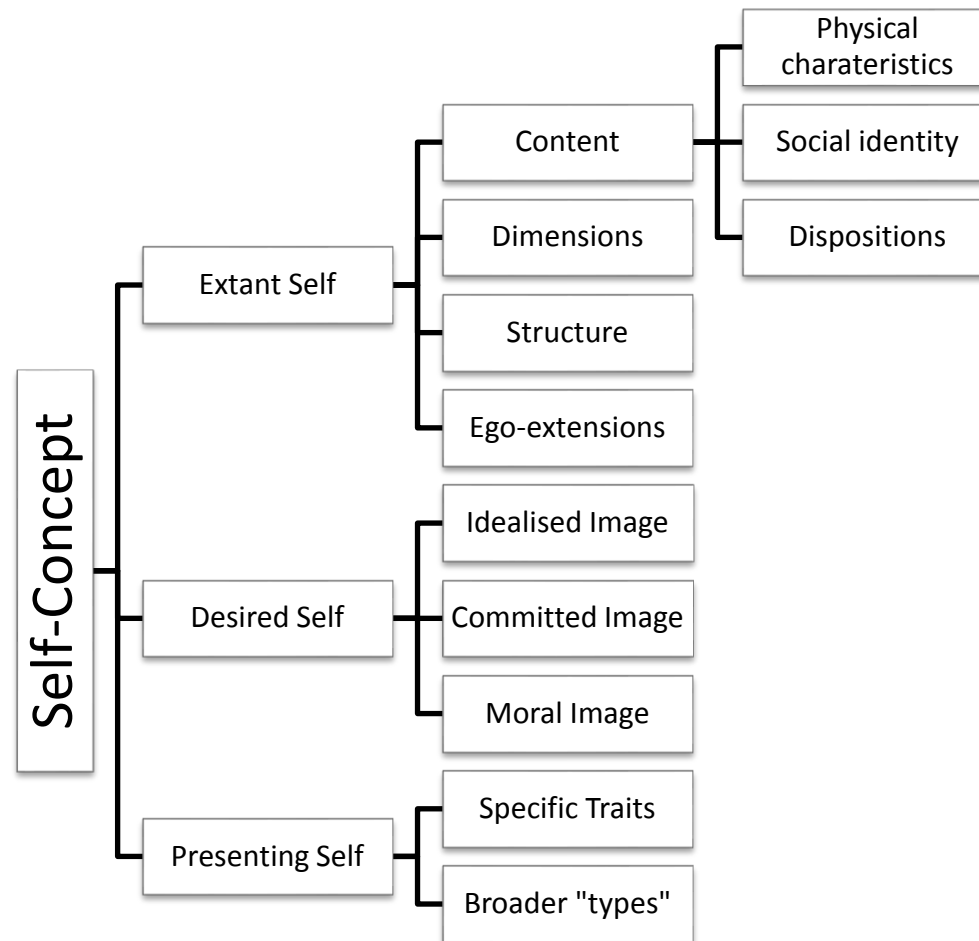 Physical
charateristics
Content
Social identity
Dimensions
Dispositions
Extant Self
Structure
Ego-extensions
Self-Concept
Idealised Image
Desired Self
Committed Image
Moral Image
Specific Traits
Presenting Self
Broader "types"